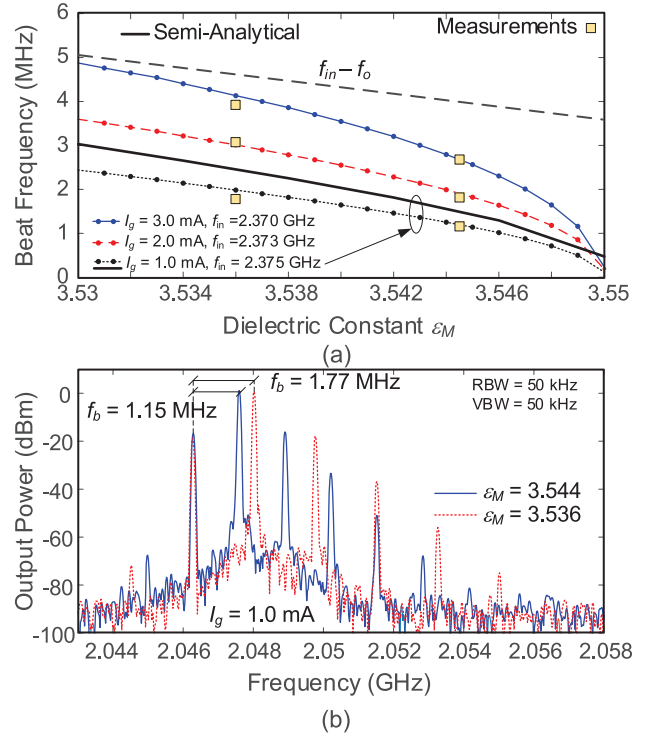 6
5
4
3
2
1
0
Beat Frequency (MHz)
Semi-Analytical
Measurements
f_in – f_o
I_g = 3.0 mA, f_in = 2.370 GHz
I_g = 2.0 mA, f_in = 2.373 GHz
I_g = 1.0 mA, f_in = 2.375 GHz
3.53 3.534 3.538 3.542 3.546 3.55
Dielectric Constant ε_M
(a)
0
-20
-40
-60
-80
-100
Output Power (dBm)
f_b = 1.77 MHz
f_b = 1.15 MHz
RBW = 50 kHz
VBW = 50 kHz
ε_M = 3.544
ε_M = 3.536
I_g = 1.0 mA
2.044 2.046 2.048 2.05 2.052 2.054 2.056 2.058
Frequency (GHz)
(b)